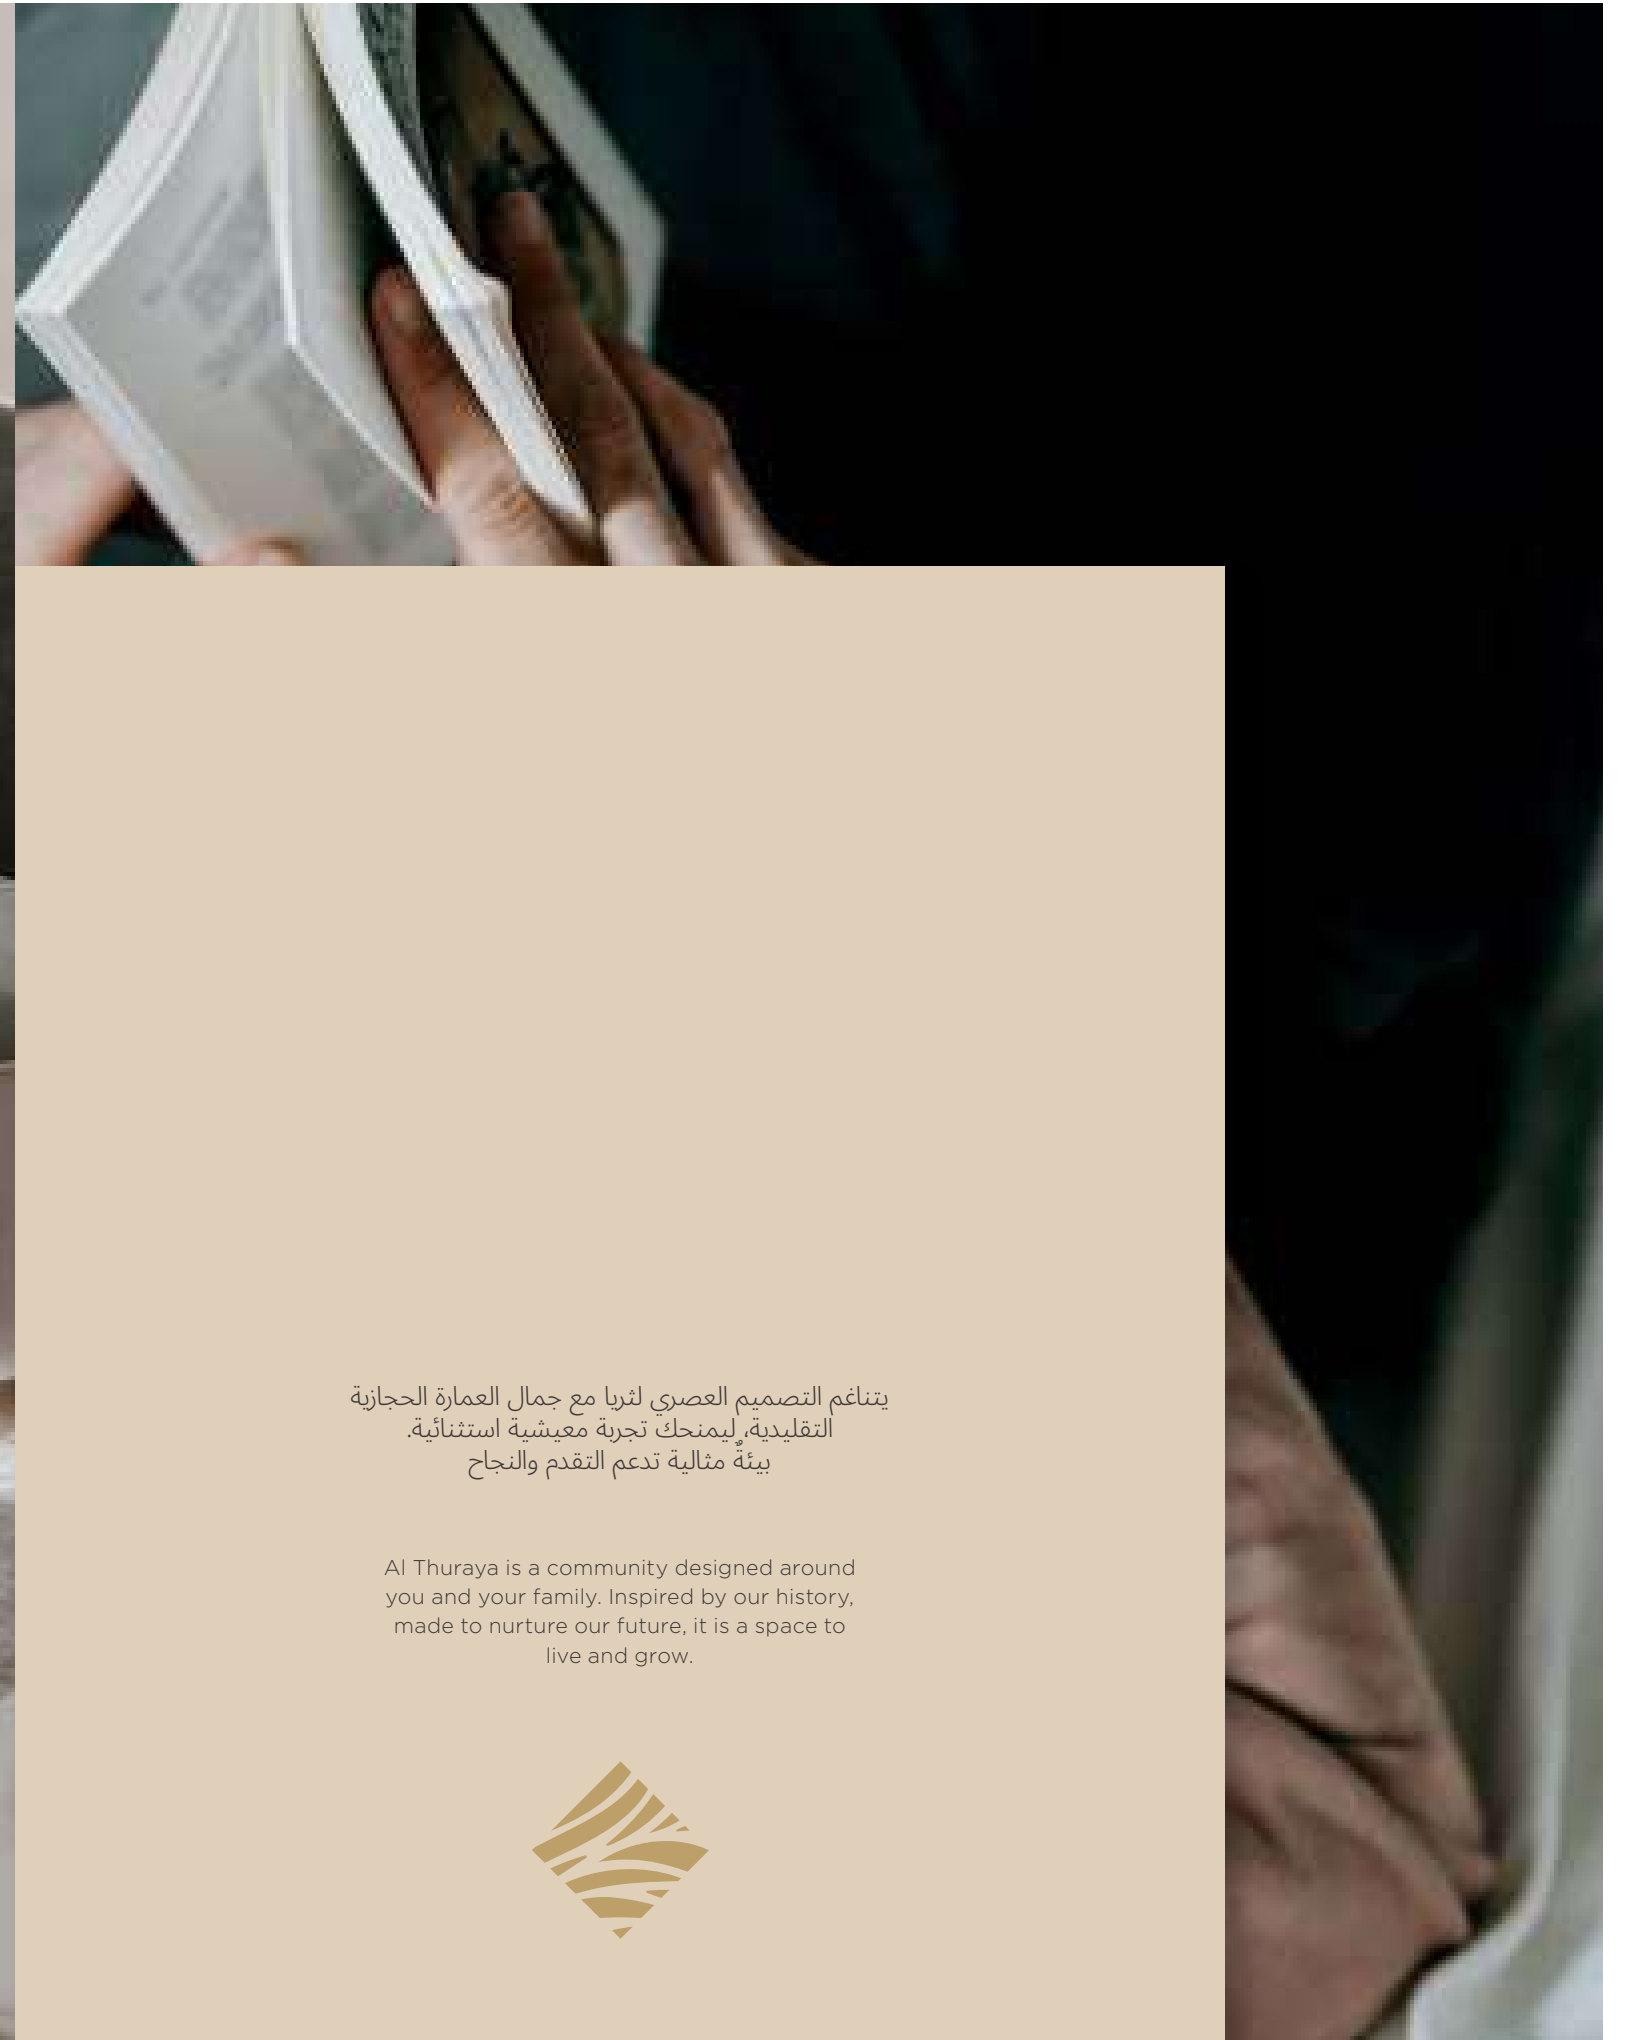 يتناغم التصميم العصري لثريا مع جمال العمارة الحجازية
التقليدية، ليمنحك تجربة معيشية استثنائية.
بيئةٌ مثالية تدعم التقدم والنجاح
Al Thuraya is a community designed around
you and your family. Inspired by our history,
made to nurture our future, it is a space to
live and grow.